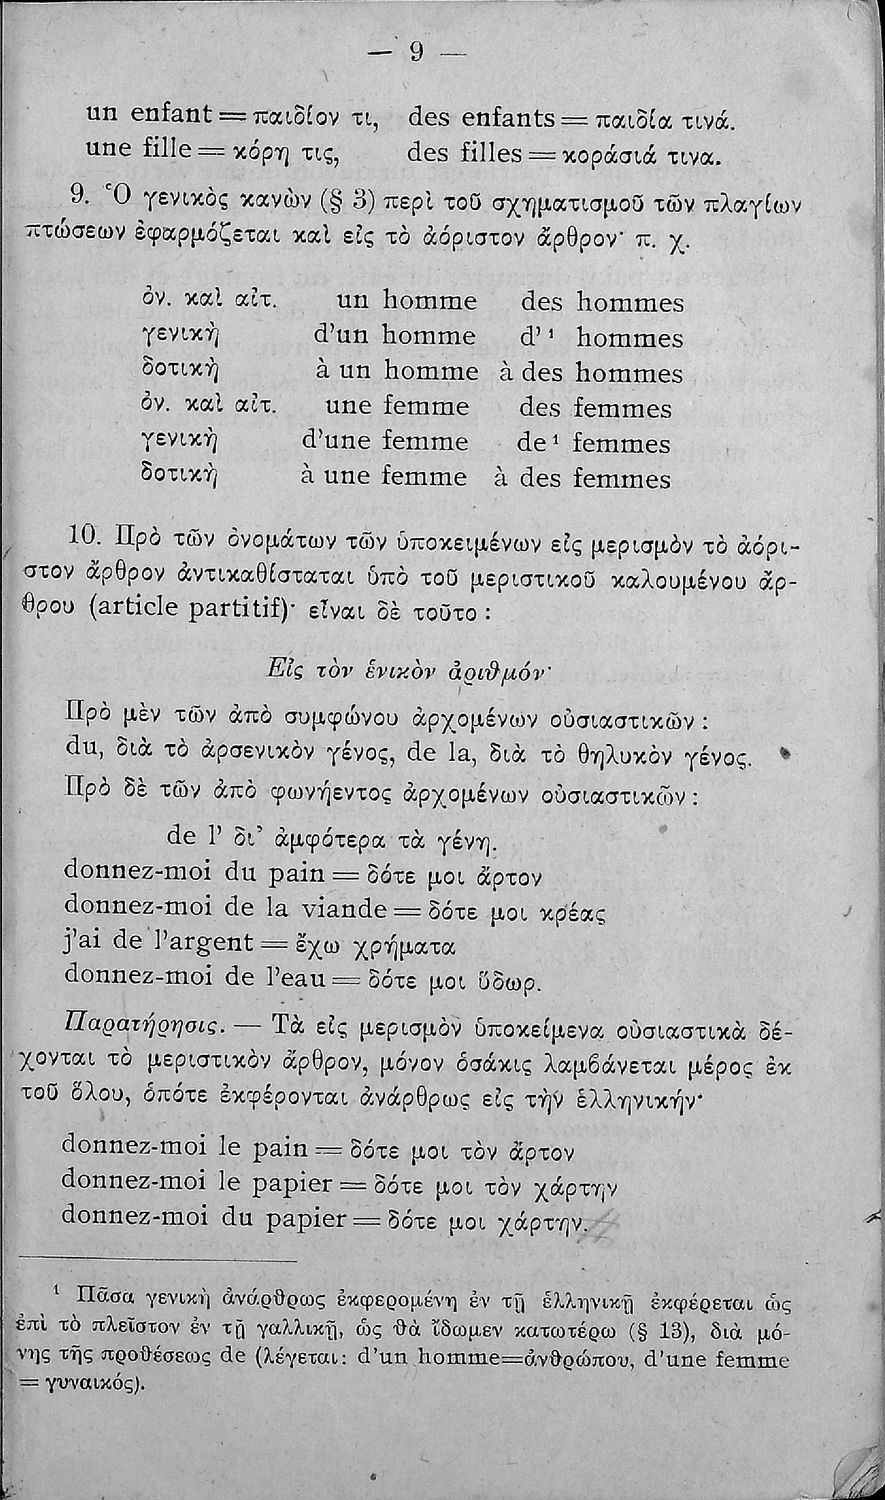 — 9 —
un enfant = παιδίον τι, des enfants = παιδία τινά.
une fille = κόρη τις, des filles = κοράσιά τινα.
9. Ὁ γενικὸς κανὼν (§ 3) περὶ τοῦ σχηματισμοῦ τῶν πλαγίων
πτώσεων ἐφαρμόζεται καὶ εἰς τὸ ἀόριστον ἄρθρον· π. χ.
ὀν. καὶ αἰτ. un homme des hommes
γενικὴ d'un homme d' ¹ hommes
δοτικὴ à un homme à des hommes
ὀν. καὶ αἰτ. une femme des femmes
γενικὴ d'une femme de ¹ femmes
δοτικὴ à une femme à des femmes
10. Πρὸ τῶν ὀνομάτων τῶν ὑποκειμένων εἰς μερισμὸν τὸ ἀόρι-
στον ἄρθρον ἀντικαθίσταται ὑπὸ τοῦ μεριστικοῦ καλουμένου ἄρ-
θρου (article partitif)· εἶναι δὲ τοῦτο :
Εἰς τὸν ἑνικὸν ἀριθμόν·
Πρὸ μὲν τῶν ἀπὸ συμφώνου ἀρχομένων οὐσιαστικῶν :
du, διὰ τὸ ἀρσενικὸν γένος, de la, διὰ τὸ θηλυκὸν γένος.
Πρὸ δὲ τῶν ἀπὸ φωνήεντος ἀρχομένων οὐσιαστικῶν :
de l' δι' ἀμφότερα τὰ γένη.
donnez-moi du pain = δότε μοι ἄρτον
donnez-moi de la viande = δότε μοι κρέας
j'ai de l'argent = ἔχω χρήματα
donnez-moi de l'eau = δότε μοι ὕδωρ.
Παρατήρησις. — Τὰ εἰς μερισμὸν ὑποκείμενα οὐσιαστικὰ δέ-
χονται τὸ μεριστικὸν ἄρθρον, μόνον ὁσάκις λαμβάνεται μέρος ἐκ
τοῦ ὅλου, ὁπότε ἐκφέρονται ἀνάρθρως εἰς τὴν ἑλληνικήν·
donnez-moi le pain = δότε μοι τὸν ἄρτον
donnez-moi le papier = δότε μοι τὸν χάρτην
donnez-moi du papier = δότε μοι χάρτην.
¹ Πᾶσα γενικὴ ἀνάρθρως ἐκφερομένη ἐν τῇ ἑλληνικῇ ἐκφέρεται ὡς
ἐπὶ τὸ πλεῖστον ἐν τῇ γαλλικῇ, ὡς θὰ ἴδωμεν κατωτέρω (§ 13), διὰ μό-
νης τῆς προθέσεως de (λέγεται: d'un homme=ἀνθρώπου, d'une femme
= γυναικός).